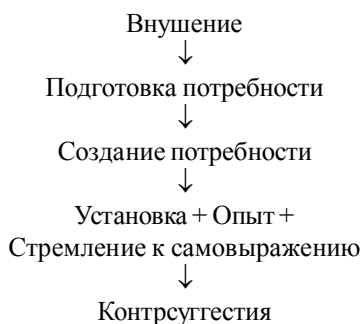 Внушение
↓
Подготовка потребности
↓
Создание потребности
↓
Установка + Опыт +
Стремление к самовыражению
↓
Контрсуггестия